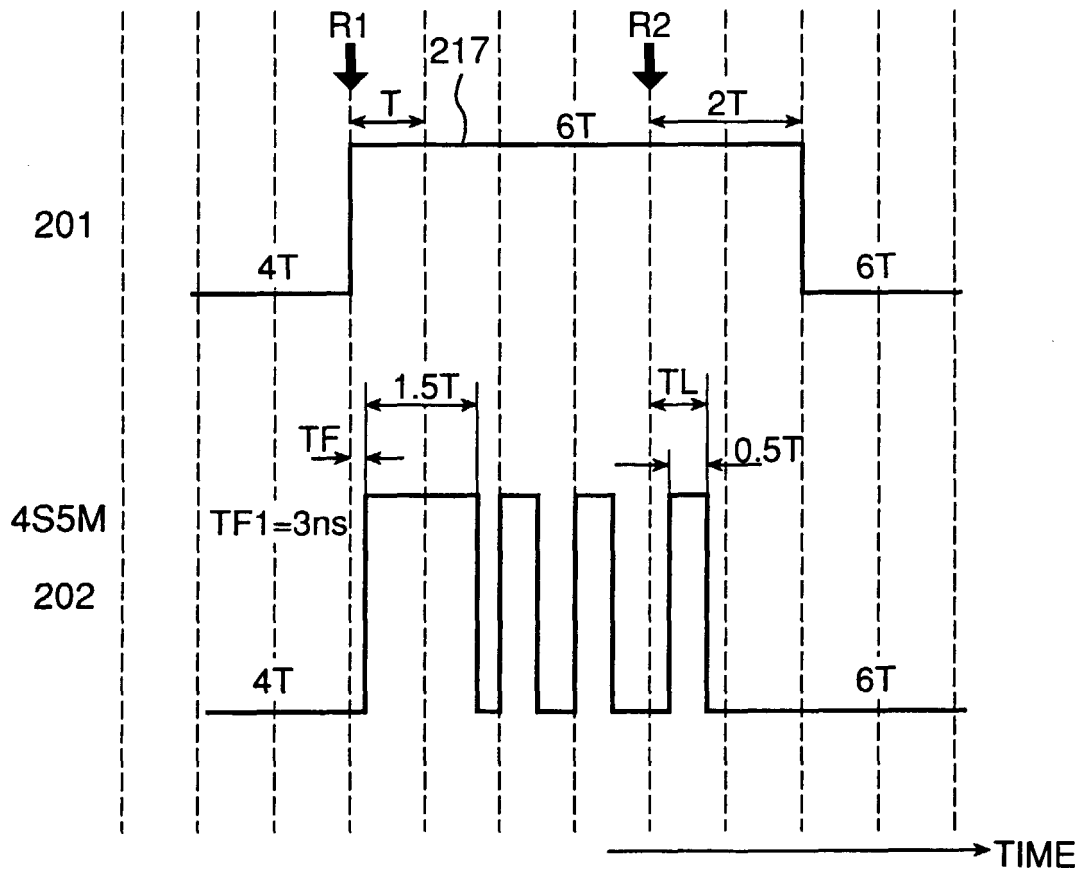 R1
R2
217
T
2T
6T
201
4T
6T
1.5T
TL
TF
0.5T
4S5M
TF1=3ns
202
4T
6T
TIME